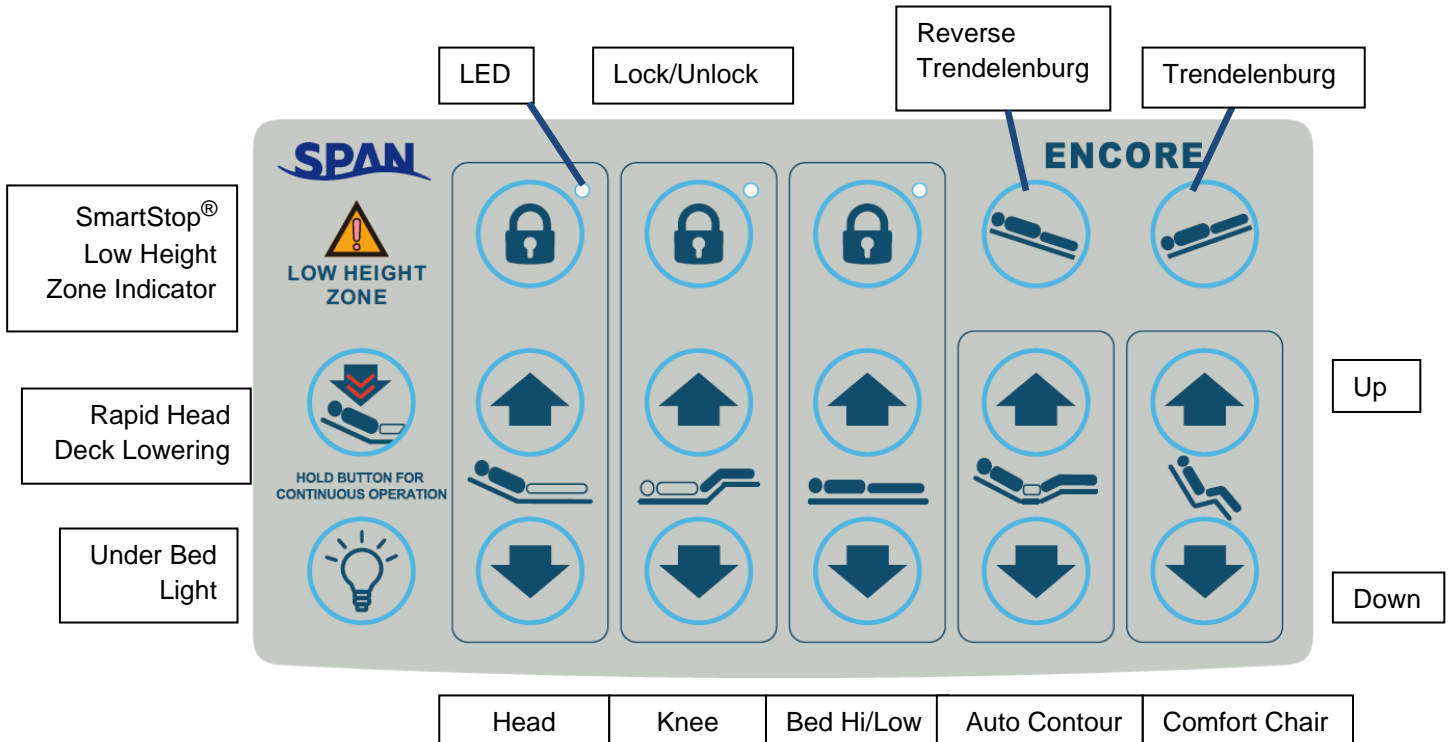 LED
Lock/Unlock
Reverse
Trendelenburg
Trendelenburg
SPAN
ENCORE
SmartStop®
Low Height
Zone Indicator
LOW HEIGHT
ZONE
Rapid Head
Deck Lowering
Up
HOLD BUTTON FOR
CONTINUOUS OPERATION
Under Bed
Light
Down
Head
Knee
Bed Hi/Low
Auto Contour
Comfort Chair